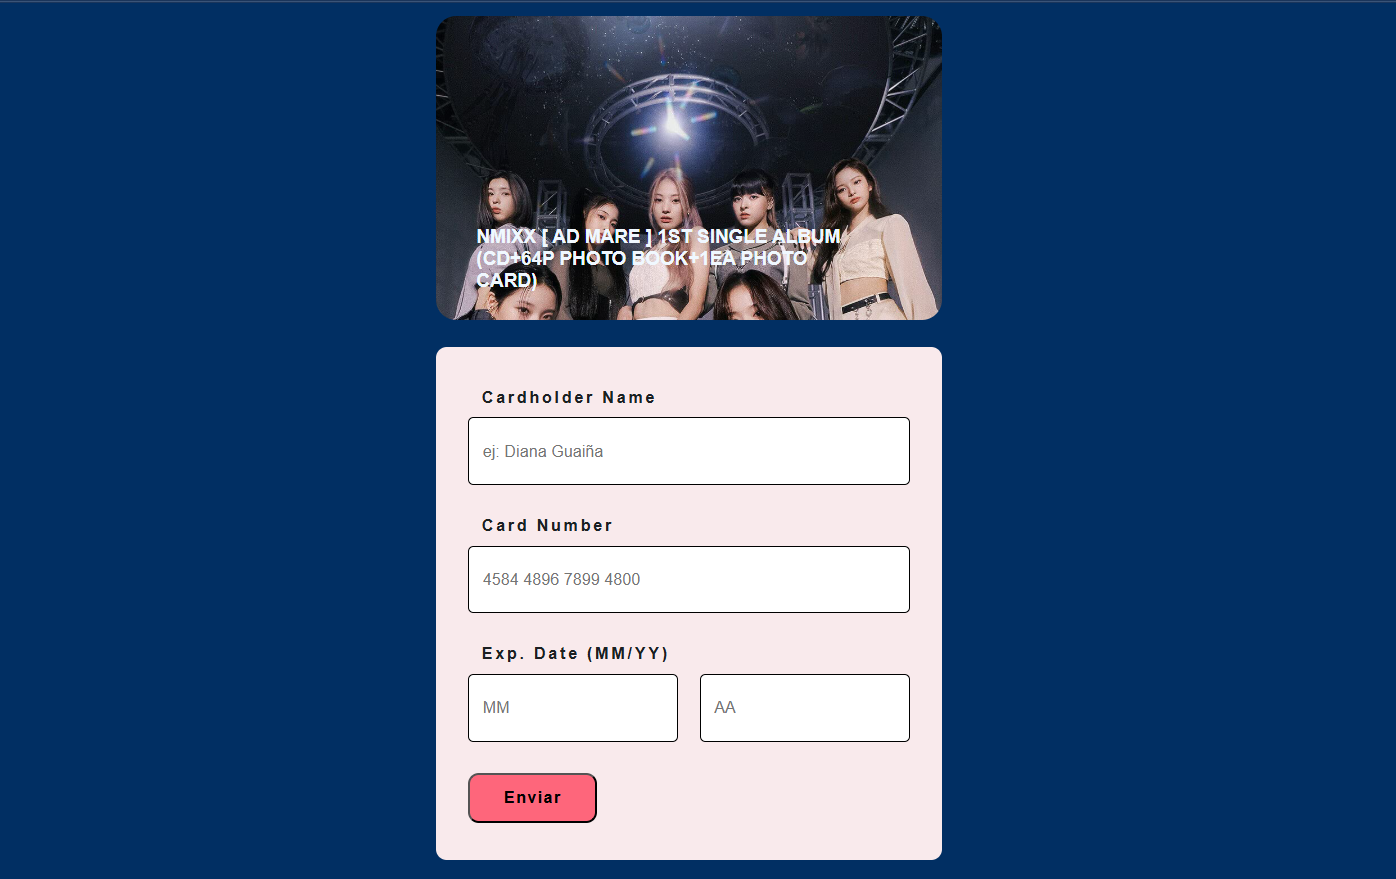 NMIXX [ AD MARE ] 1ST SINGLE ALBUM
(CD+64P PHOTO BOOK+1EA PHOTO
CARD)
Cardholder Name
ej: Diana Guaiña
Card Number
4584 4896 7899 4800
Exp. Date (MM/YY)
MM
AA
Enviar